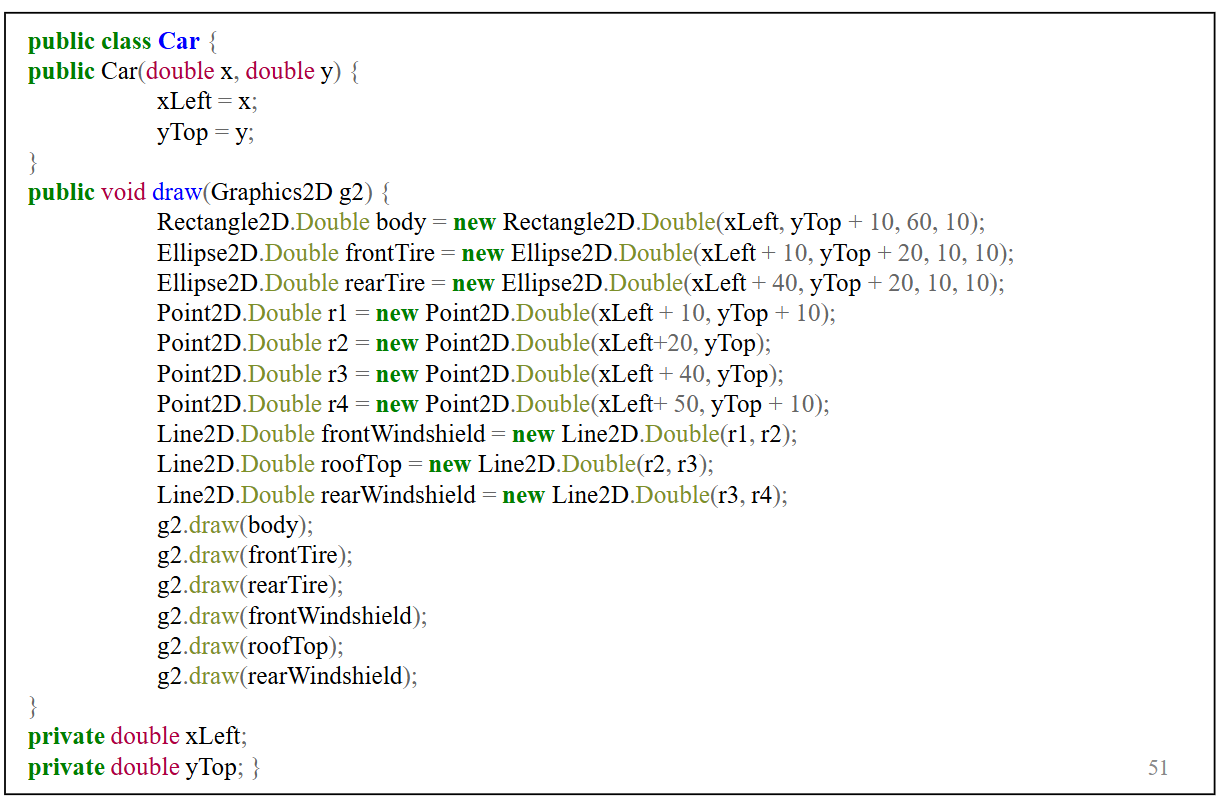 public class Car {
public Car(double x, double y) {
xLeft = x;
yTop = y;
}
public void draw(Graphics2D g2) {
Rectangle2D.Double body = new Rectangle2D.Double(xLeft, yTop + 10, 60, 10);
Ellipse2D.Double frontTire = new Ellipse2D.Double(xLeft + 10, yTop + 20, 10, 10);
Ellipse2D.Double rearTire = new Ellipse2D.Double(xLeft + 40, yTop + 20, 10, 10);
Point2D.Double r1 = new Point2D.Double(xLeft + 10, yTop + 10);
Point2D.Double r2 = new Point2D.Double(xLeft+20, yTop);
Point2D.Double r3 = new Point2D.Double(xLeft + 40, yTop);
Point2D.Double r4 = new Point2D.Double(xLeft+ 50, yTop + 10);
Line2D.Double frontWindshield = new Line2D.Double(r1, r2);
Line2D.Double roofTop = new Line2D.Double(r2, r3);
Line2D.Double rearWindshield = new Line2D.Double(r3, r4);
g2.draw(body);
g2.draw(frontTire);
g2.draw(rearTire);
g2.draw(frontWindshield);
g2.draw(roofTop);
g2.draw(rearWindshield);
}
private double xLeft;
private double yTop; }
51